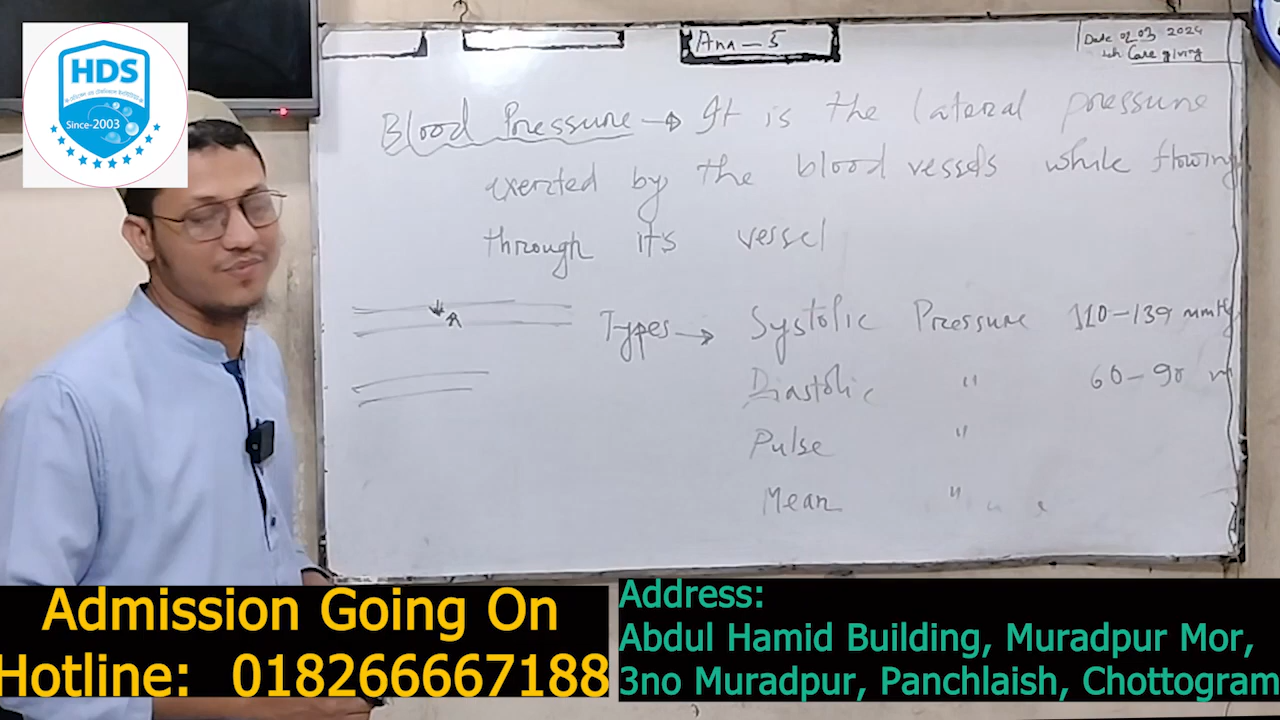 HDS
Since-2003
Ana - 5
Date 02.03 2024
Care giving
Blood Pressure → It is the lateral pressure
exerted by the blood vessels while flowing
through it's vessel
Types → Systolic Pressure 110-139 mmHg
Diastolic " 60-90 m
Pulse "
Mean "
Admission Going On
Hotline: 018266667188
Address:
Abdul Hamid Building, Muradpur Mor,
3no Muradpur, Panchlaish, Chottogram